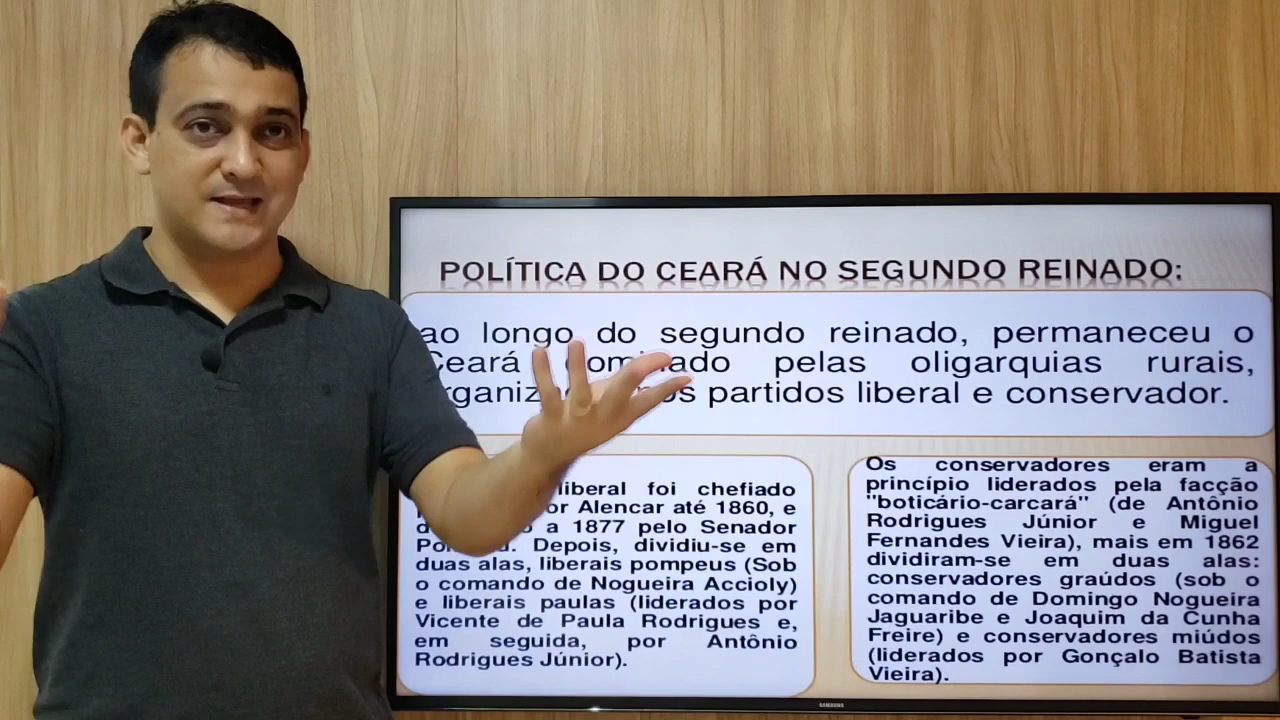 POLÍTICA DO CEARÁ NO SEGUNDO REINADO:
ao longo do segundo reinado, permaneceu o
Ceará pelas oligarquias rurais,
nos partidos liberal e conservador.
liberal foi chefiado
Alencar até 1860, e
a 1877 pelo Senador
Depois, dividiu-se em
duas alas, liberais pompeus (Sob
o comando de Nogueira Accioly)
e liberais paulas (liderados por
Vicente de Paula Rodrigues e,
em seguida, por Antônio
Rodrigues Júnior).
Os conservadores eram a
princípio liderados pela facção
"boticário-carcará" (de Antônio
Rodrigues Júnior e Miguel
Fernandes Vieira), mais em 1862
dividiram-se em duas alas:
conservadores graúdos (sob o
comando de Domingo Nogueira
Jaguaribe e Joaquim da Cunha
Freire) e conservadores miúdos
(liderados por Gonçalo Batista
Vieira).
SAMSUNG